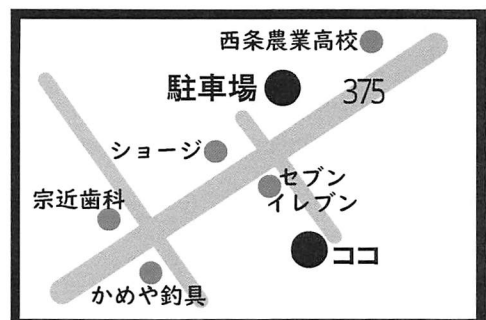 西条農業高校
駐車場
375
ショージ
セブン
イレブン
宗近歯科
ココ
かめや釣具